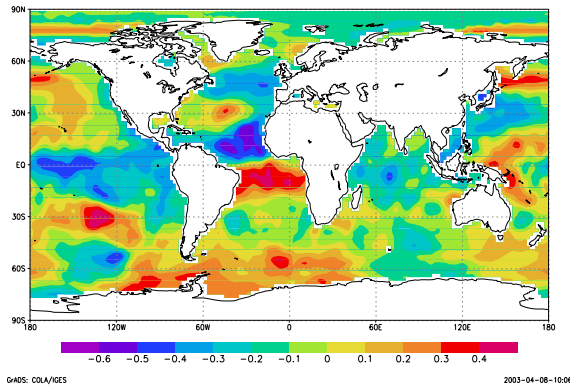 90N
60N
30N
EQ
30S
60S
90S
180 120W 60W 0 60E 120E 180
-0.6 -0.5 -0.4 -0.3 -0.2 -0.1 0 0.1 0.2 0.3 0.4
GrADS: COLA/IGES 2003-04-08-10:06